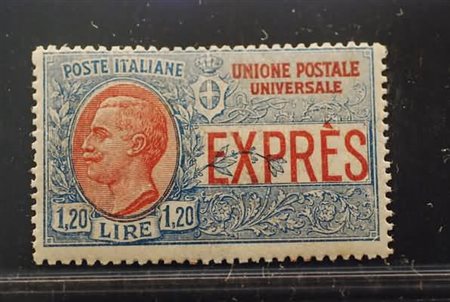 POSTE ITALIANE
UNIONE POSTALE
UNIVERSALE
EXPRÈS
1,20 LIRE 1,20